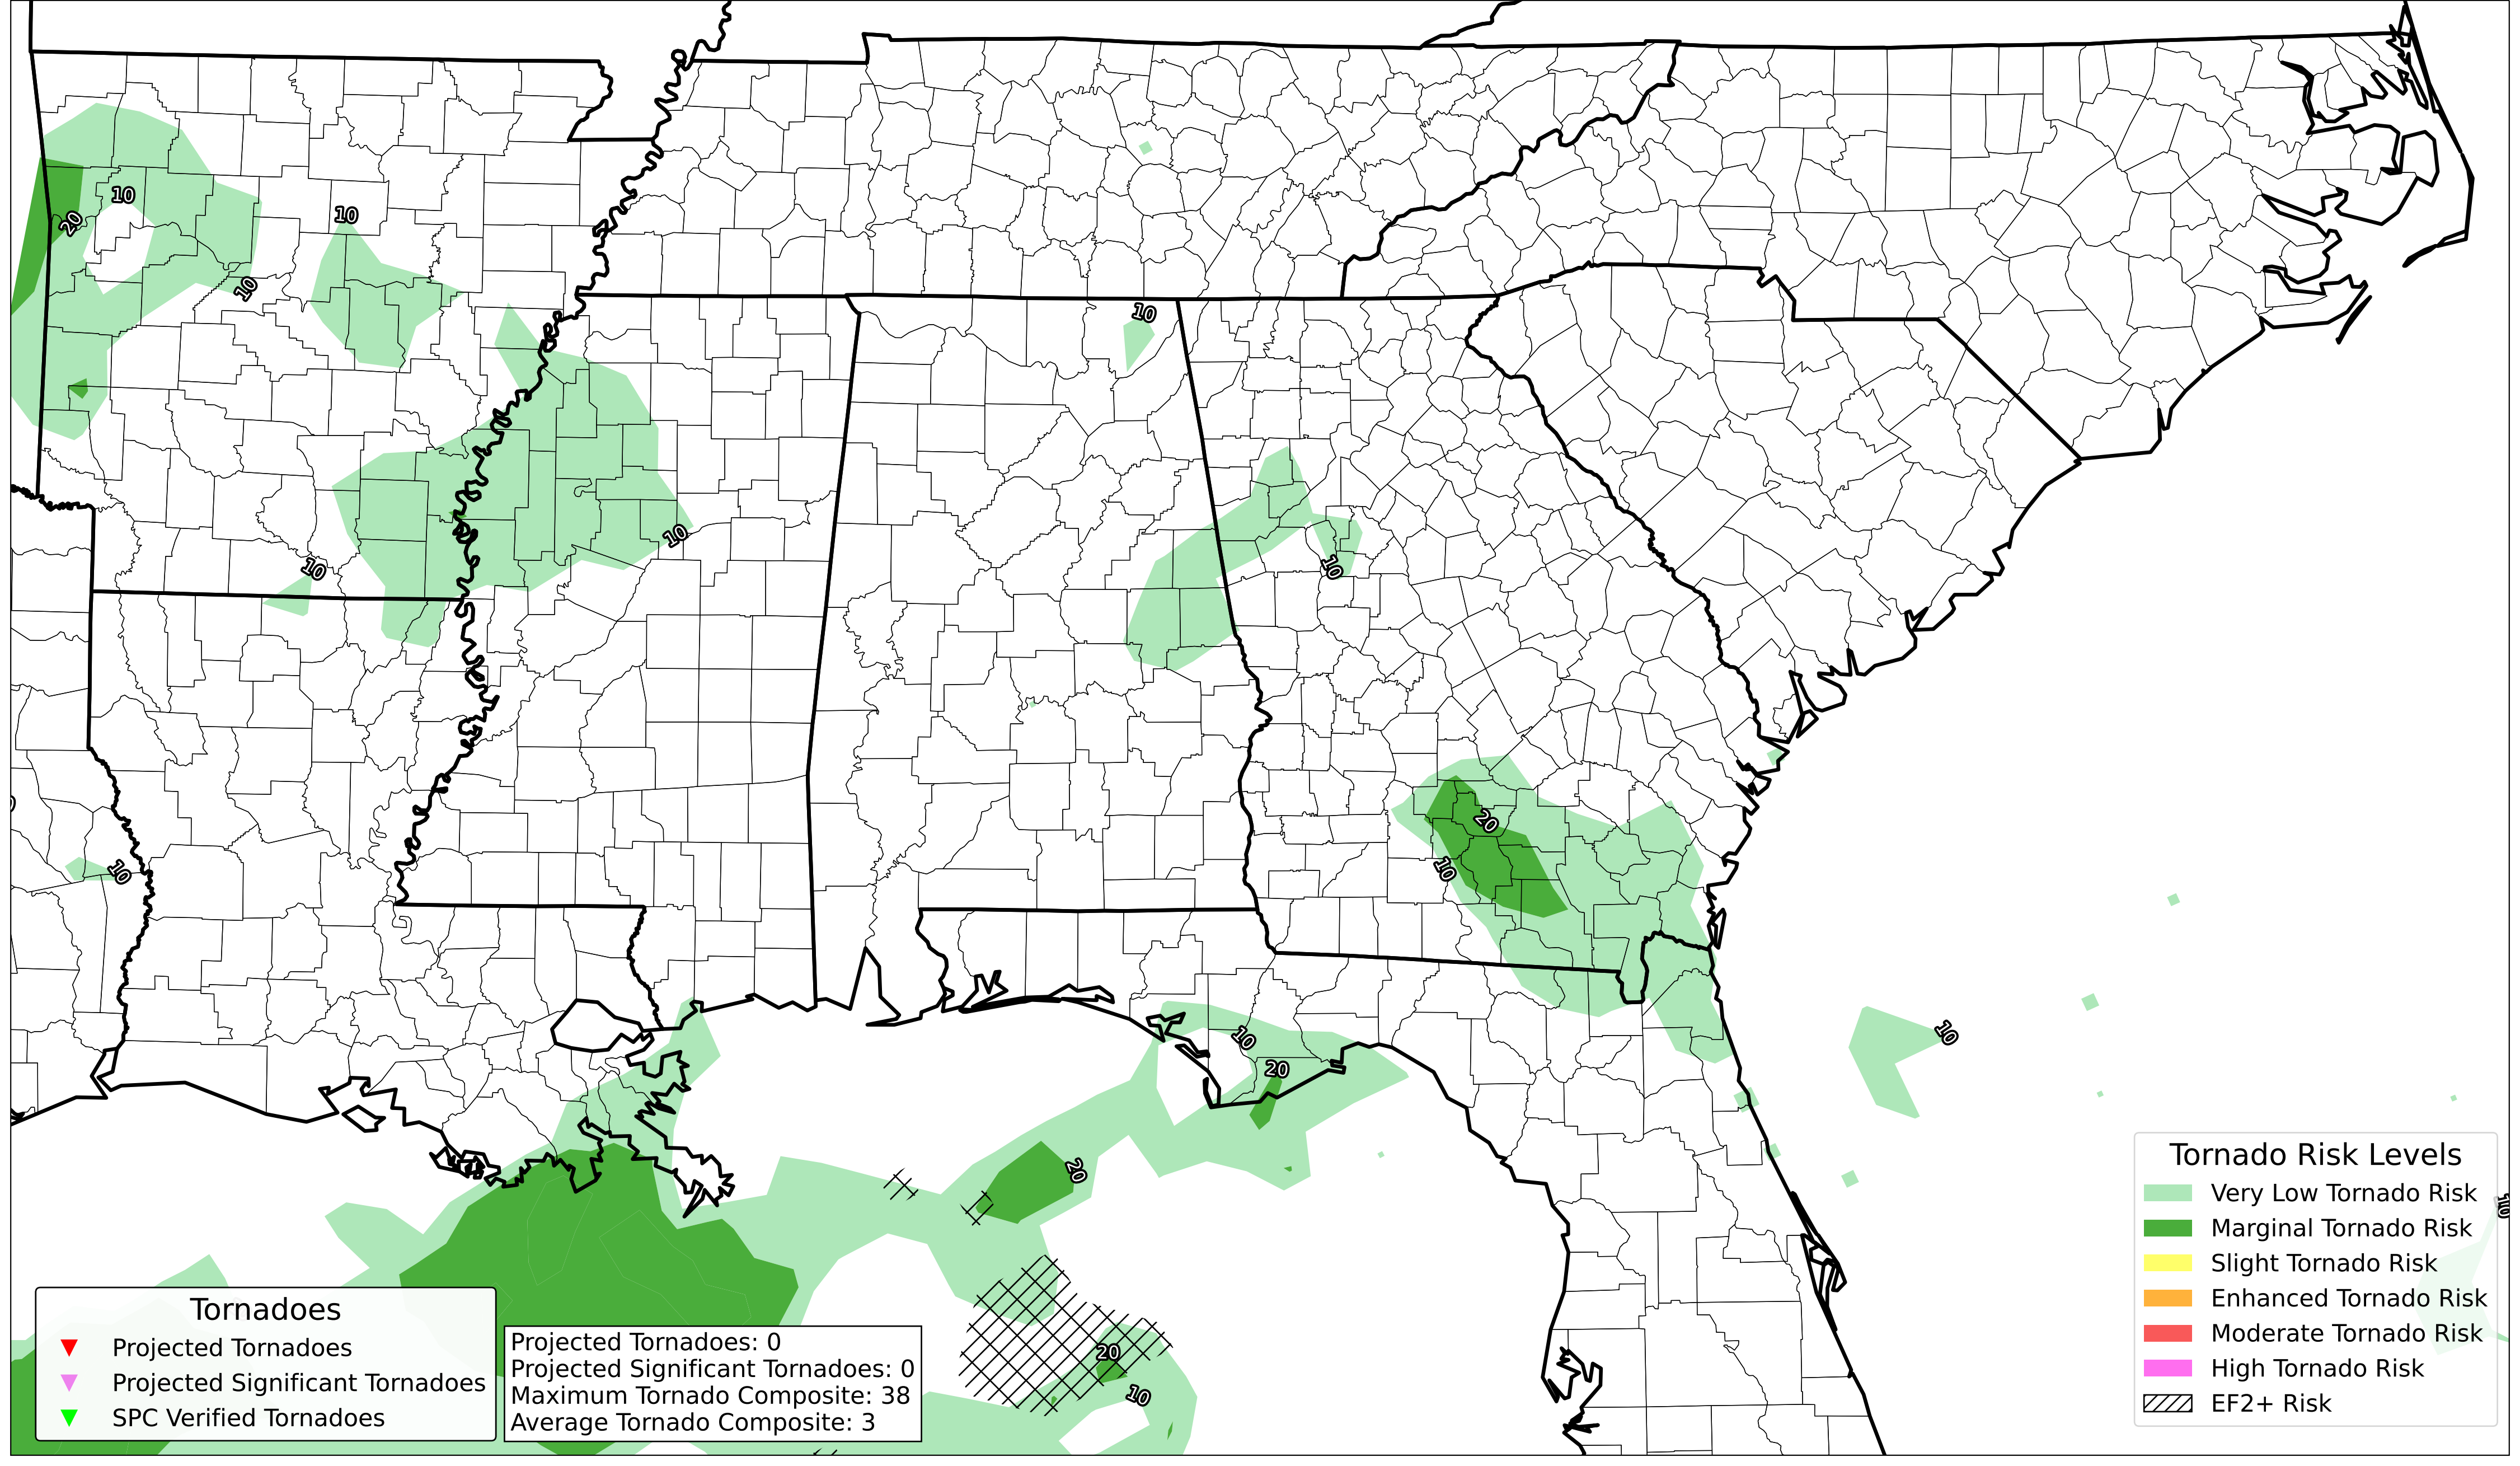 10
20
10
10
10
10
10
10
10
20
10
10
10
20
20
10
20
10
Tornadoes
Projected Tornadoes
Projected Significant Tornadoes
SPC Verified Tornadoes
Projected Tornadoes: 0
Projected Significant Tornadoes: 0
Maximum Tornado Composite: 38
Average Tornado Composite: 3
Tornado Risk Levels
Very Low Tornado Risk
Marginal Tornado Risk
Slight Tornado Risk
Enhanced Tornado Risk
Moderate Tornado Risk
High Tornado Risk
EF2+ Risk
10